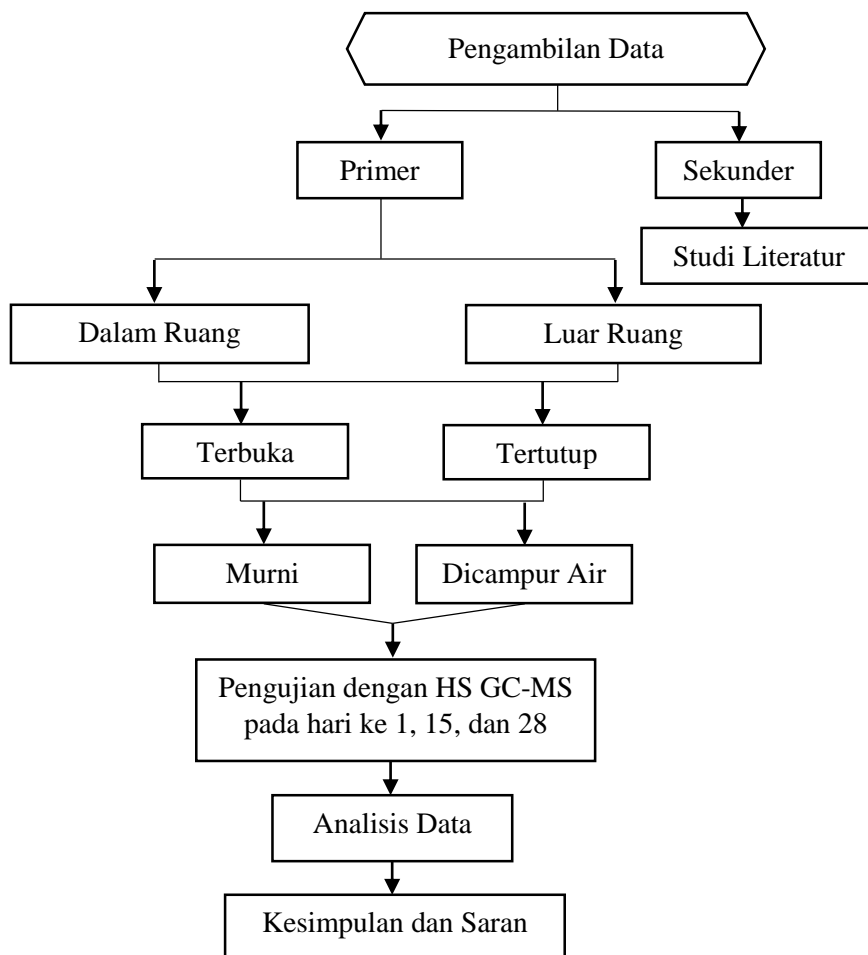 Pengambilan Data
Primer
Sekunder
Studi Literatur
Dalam Ruang
Luar Ruang
Terbuka
Tertutup
Murni
Dicampur Air
Pengujian dengan HS GC-MS
pada hari ke 1, 15, dan 28
Analisis Data
Kesimpulan dan Saran